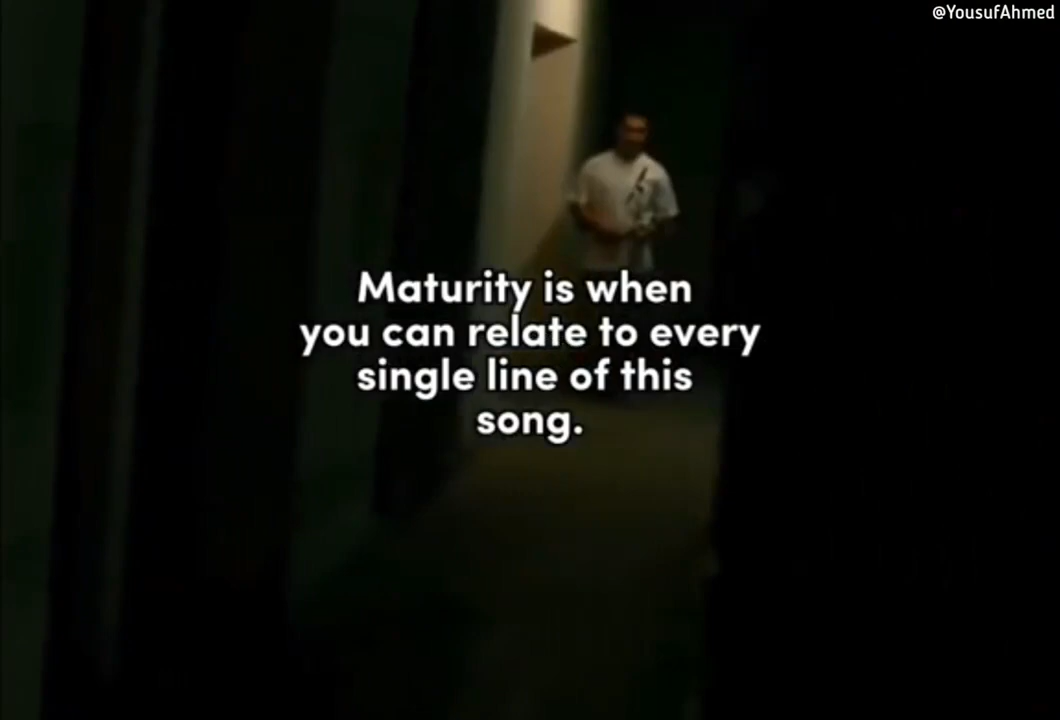 @YousufAhmed
Maturity is when
you can relate to every
single line of this
song.